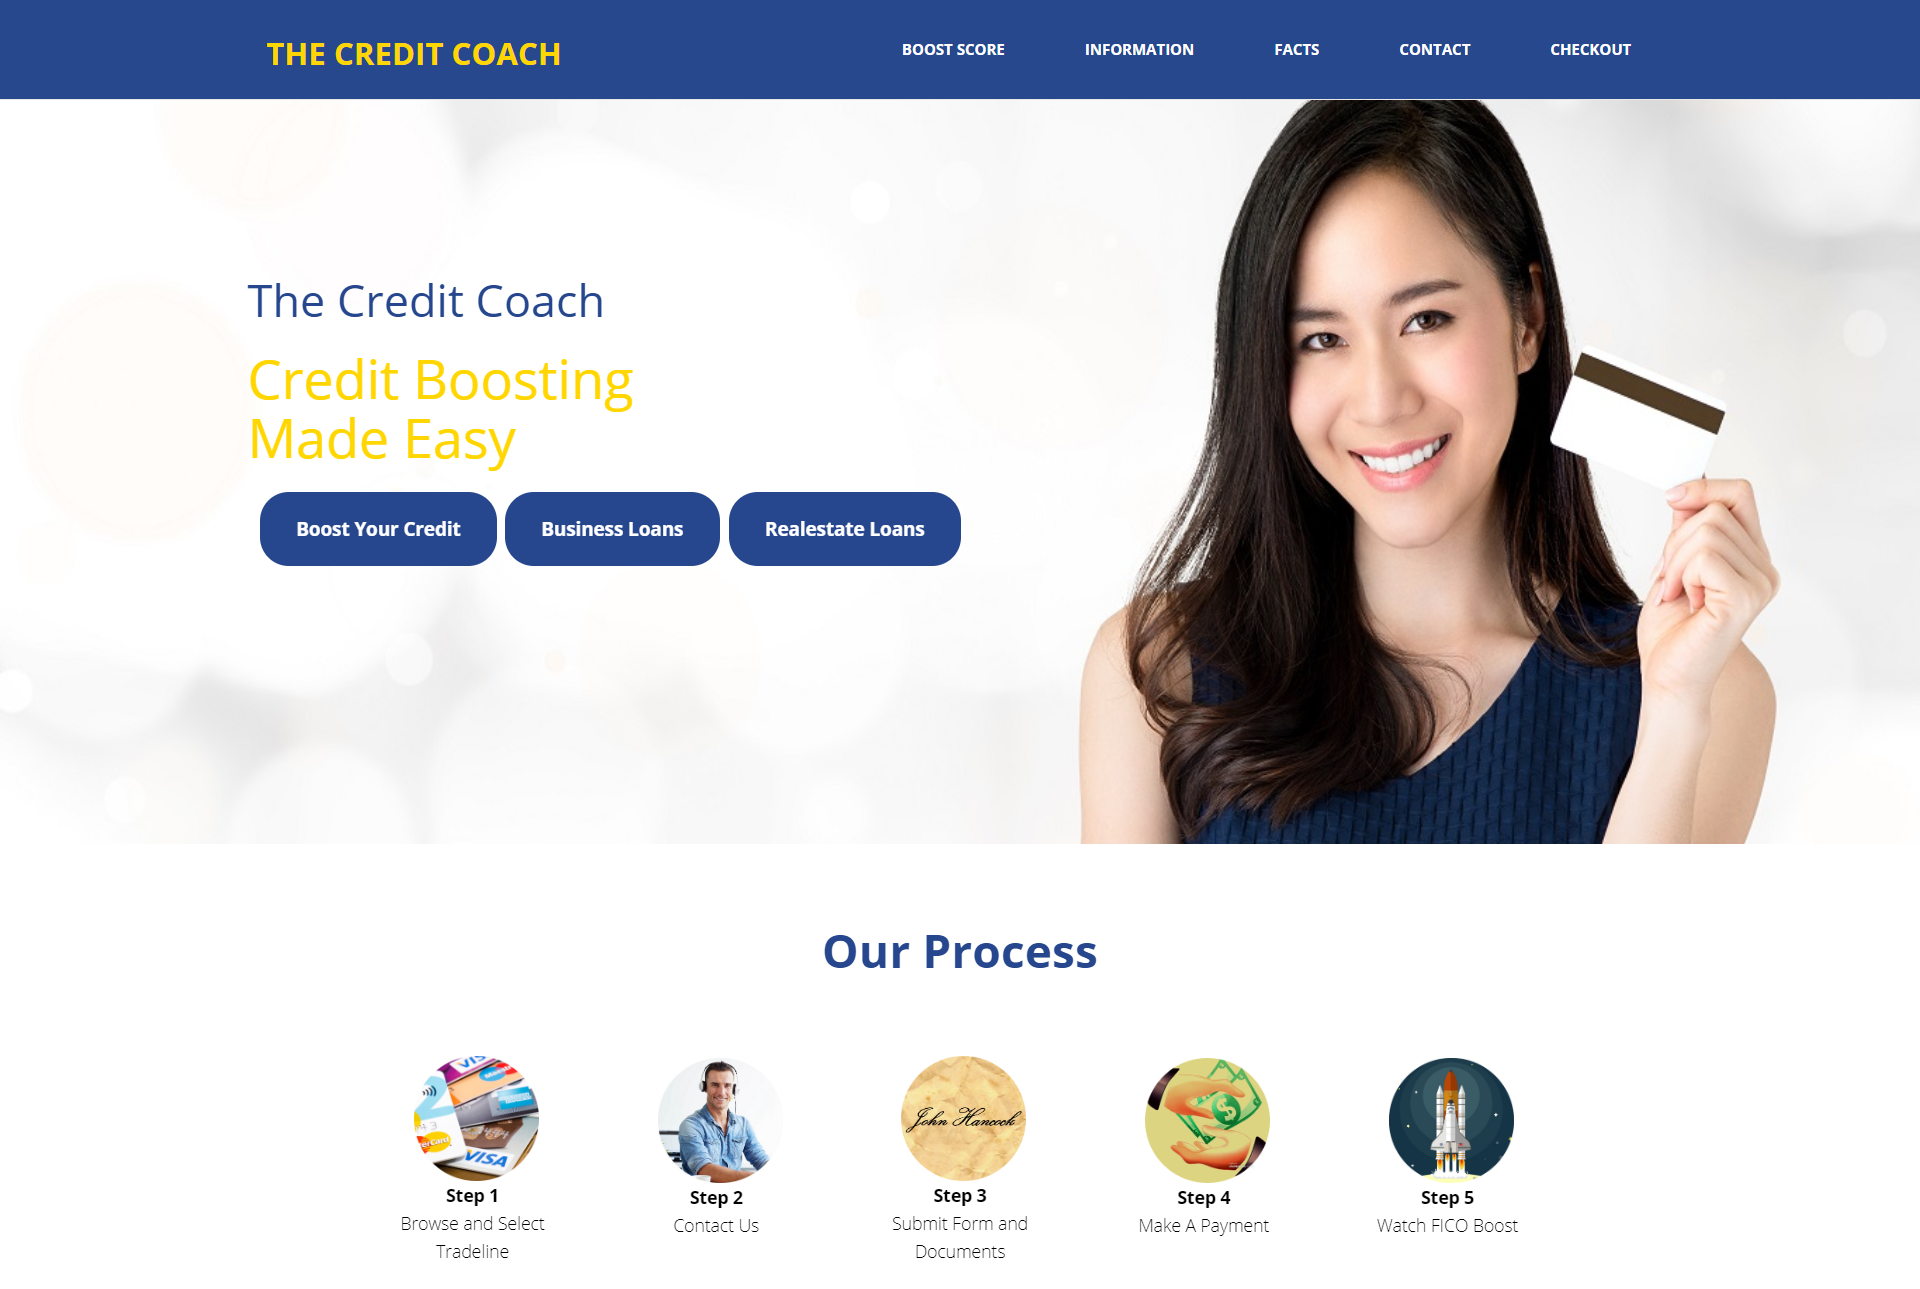 THE CREDIT COACH
BOOST SCORE
INFORMATION
FACTS
CONTACT
CHECKOUT
The Credit Coach
Credit Boosting
Made Easy
Boost Your Credit
Business Loans
Realestate Loans
Our Process
VISA
Step 1
Browse and Select
Tradeline
Step 2
Contact Us
John Hancock
Step 3
Submit Form and
Documents
$
Step 4
Make A Payment
Step 5
Watch FICO Boost